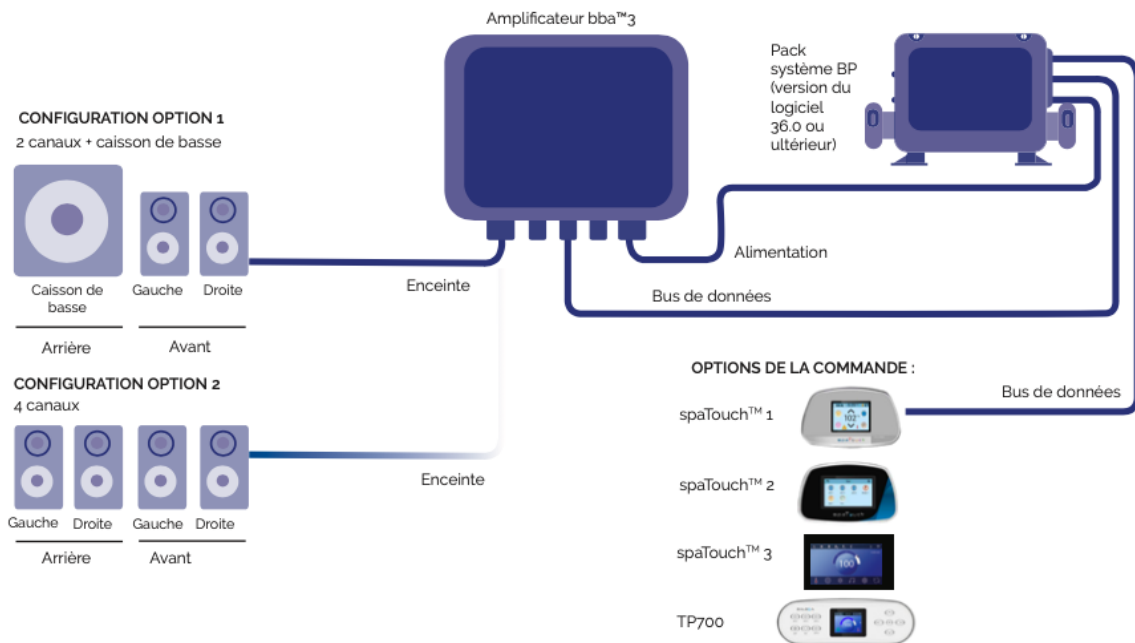 Amplificateur bba™3
Pack
système BP
(version du
logiciel
36.0 ou
ultérieur)
CONFIGURATION OPTION 1
2 canaux + caisson de basse
Caisson de
basse
Gauche
Droite
Arrière
Avant
Enceinte
Alimentation
Bus de données
CONFIGURATION OPTION 2
4 canaux
Gauche
Droite
Gauche
Droite
Arrière
Avant
Enceinte
OPTIONS DE LA COMMANDE :
Bus de données
spaTouch™ 1
102
spaTouch™ 2
spaTouch™ 3
100
TP700